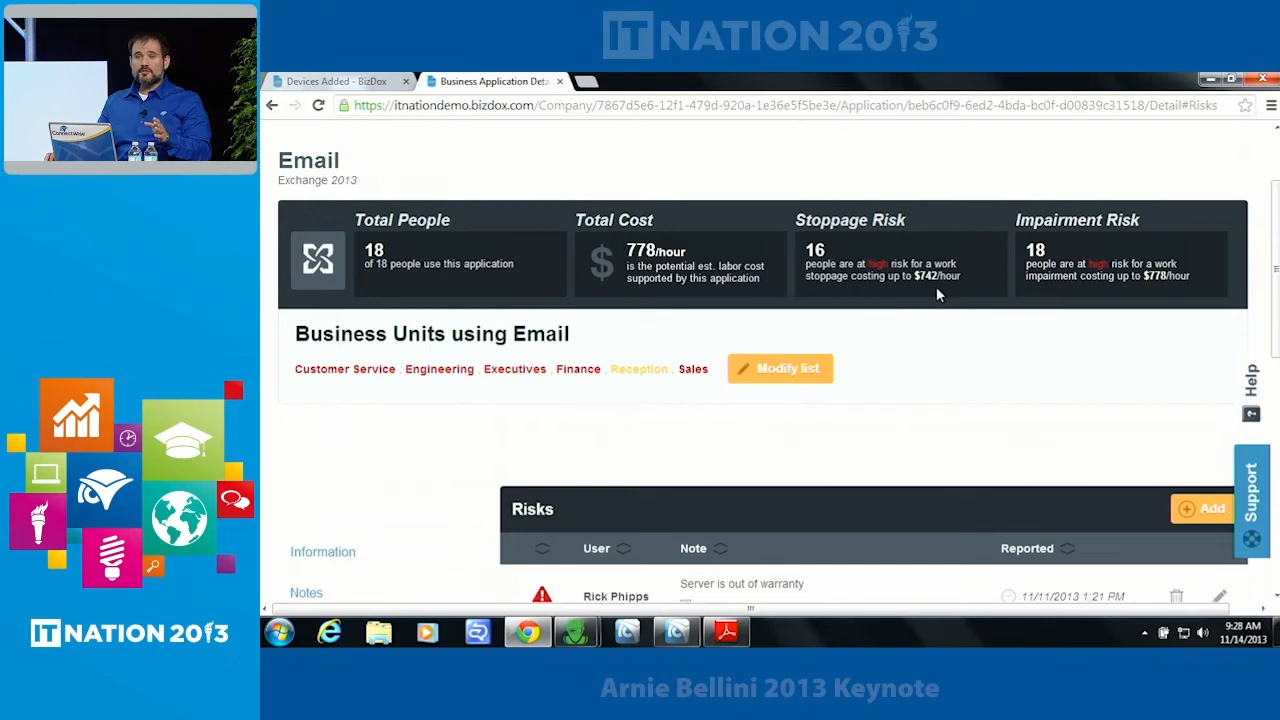 IT NATION 2013
ConnectWise
Devices Added - BizDox
Business Application Deta
https://itnationdemo.bizdox.com/Company/7867d5e6-12f1-479d-920a-1e36e5f5be3e/Application/beb6c0f9-6ed2-4bda-bc0f-d00839c31518/Detail#Risks
Email
Exchange 2013
Total People
18
of 18 people use this application
Total Cost
$
778/hour
is the potential est. labor cost
supported by this application
Stoppage Risk
16
people are at high risk for a work
stoppage costing up to $742/hour
Impairment Risk
18
people are at high risk for a work
impairment costing up to $778/hour
Business Units using Email
Customer Service , Engineering , Executives , Finance , Reception , Sales
Modify list
Help
?
Support
Risks
Add
User
Note
Reported
Information
Notes
Server is out of warranty
Rick Phipps
11/11/2013 1:21 PM
9:28 AM
11/14/2013
IT NATION 2013
Arnie Bellini 2013 Keynote